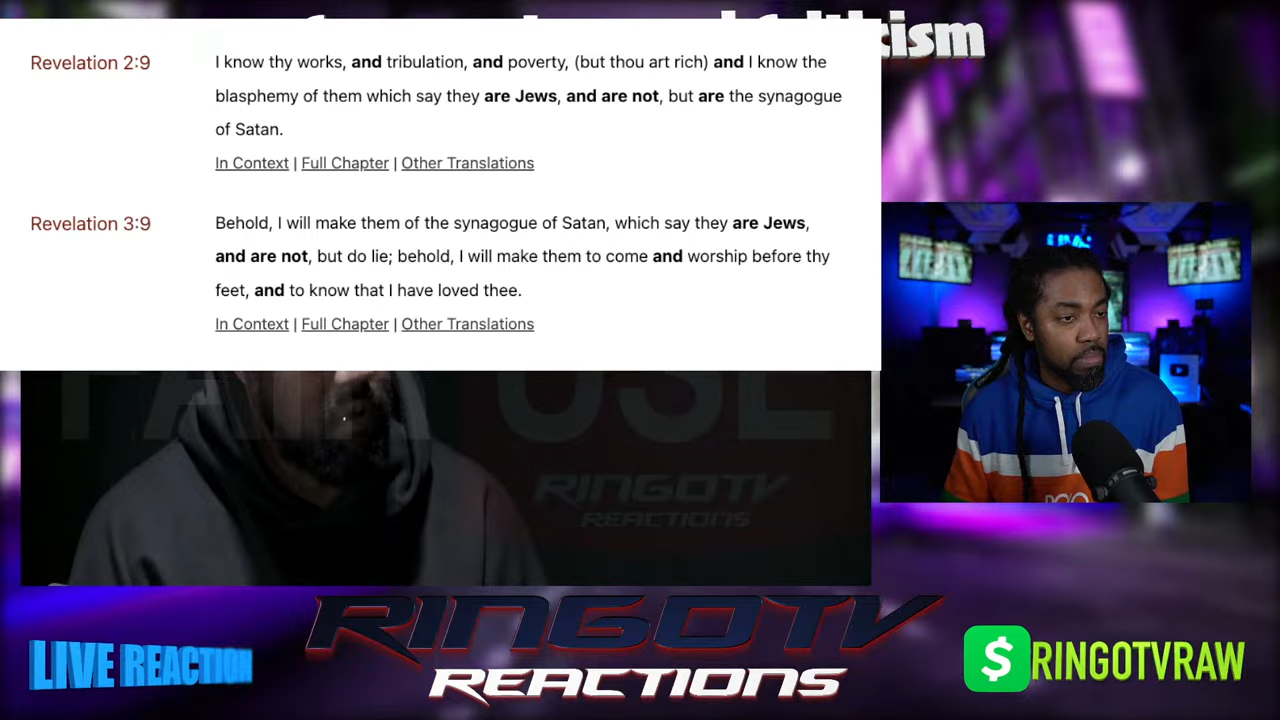 cism
Revelation 2:9
I know thy works, and tribulation, and poverty, (but thou art rich) and I know the
blasphemy of them which say they are Jews, and are not, but are the synagogue
of Satan.
In Context | Full Chapter | Other Translations
Revelation 3:9
Behold, I will make them of the synagogue of Satan, which say they are Jews,
and are not, but do lie; behold, I will make them to come and worship before thy
feet, and to know that I have loved thee.
In Context | Full Chapter | Other Translations
LIVE
FAIR USE
RINGOTV
REACTIONS
RINGOTV
REACTIONS
LIVE REACTION
$ RINGOTVRAW